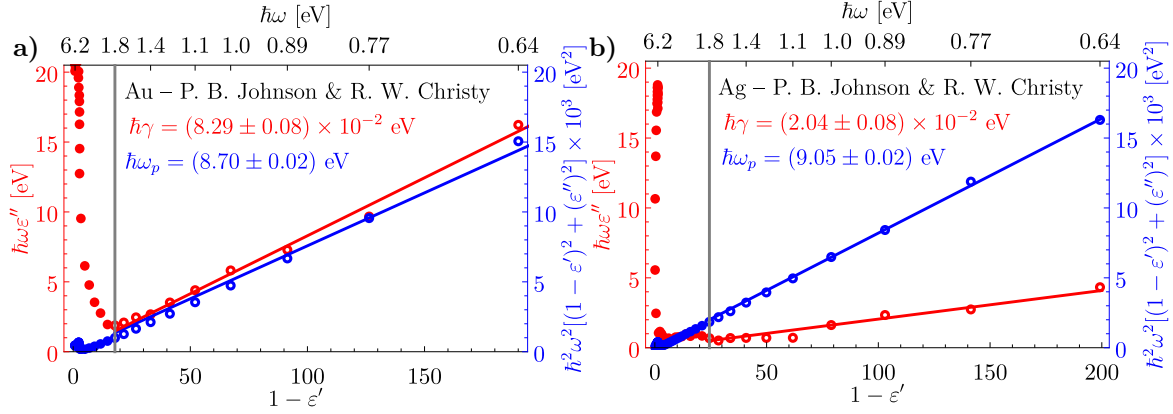 ħω [eV]
a)
6.2 1.8 1.4 1.1 1.0 0.89 0.77 0.64
Au – P. B. Johnson & R. W. Christy
ħγ = (8.29 ± 0.08) × 10⁻² eV
ħωₚ = (8.70 ± 0.02) eV
20
15
10
5
0
ħωε″ [eV]
20
15
10
5
0
ħ²ω²[(1 − ε′)² + (ε″)²] × 10³ [eV²]
0 50 100 150
1 − ε′
ħω [eV]
b)
6.2 1.8 1.4 1.1 1.0 0.89 0.77 0.64
Ag – P. B. Johnson & R. W. Christy
ħγ = (2.04 ± 0.08) × 10⁻² eV
ħωₚ = (9.05 ± 0.02) eV
20
15
10
5
0
ħωε″ [eV]
20
15
10
5
0
ħ²ω²[(1 − ε′)² + (ε″)²] × 10³ [eV²]
0 50 100 150 200
1 − ε′